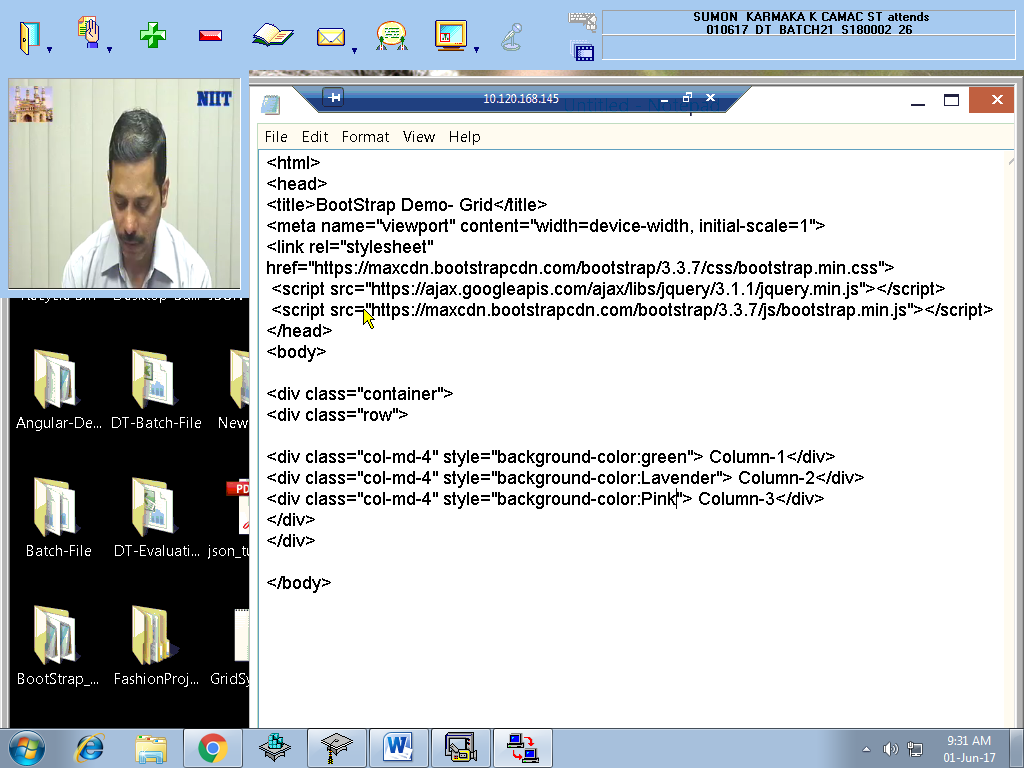 SUMON KARMAKA K CAMAC ST attends
010617_DT_BATCH21_S180002_26
NIIT
10.120.168.145
Untitled - Notepad
File Edit Format View Help
<html>
<head>
<title>BootStrap Demo- Grid</title>
<meta name="viewport" content="width=device-width, initial-scale=1">
<link rel="stylesheet"
href="https://maxcdn.bootstrapcdn.com/bootstrap/3.3.7/css/bootstrap.min.css">
<script src="https://ajax.googleapis.com/ajax/libs/jquery/3.1.1/jquery.min.js"></script>
<script src="https://maxcdn.bootstrapcdn.com/bootstrap/3.3.7/js/bootstrap.min.js"></script>
</head>
<body>
<div class="container">
<div class="row">
<div class="col-md-4" style="background-color:green"> Column-1</div>
<div class="col-md-4" style="background-color:Lavender"> Column-2</div>
<div class="col-md-4" style="background-color:Pink"> Column-3</div>
</div>
</div>
</body>
Angular-De... DT-Batch-File New
PD
Batch-File DT-Evaluati... json_tu
BootStrap_... FashionProj... GridSy
9:31 AM
01-Jun-17